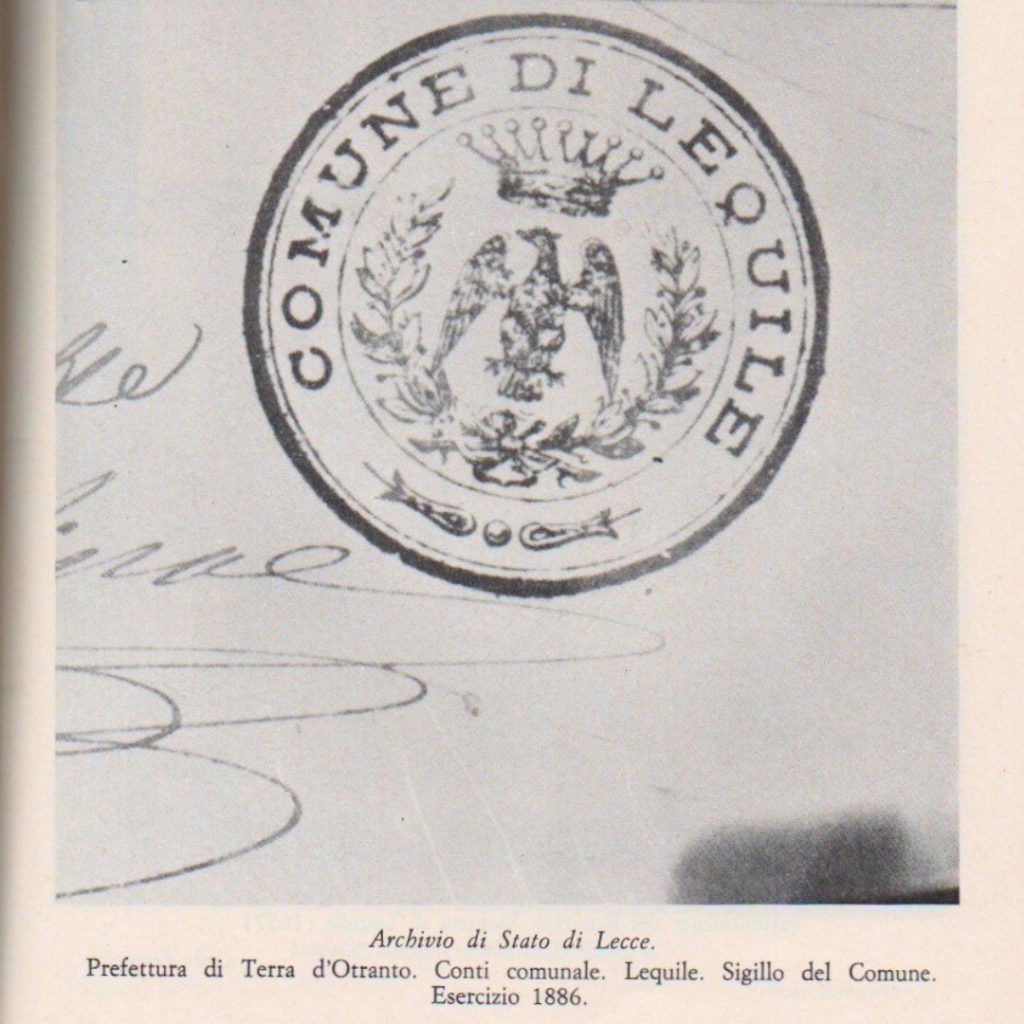 COMUNE DI LEQUILE
Archivio di Stato di Lecce.
Prefettura di Terra d'Otranto. Conti comunale. Lequile. Sigillo del Comune.
Esercizio 1886.